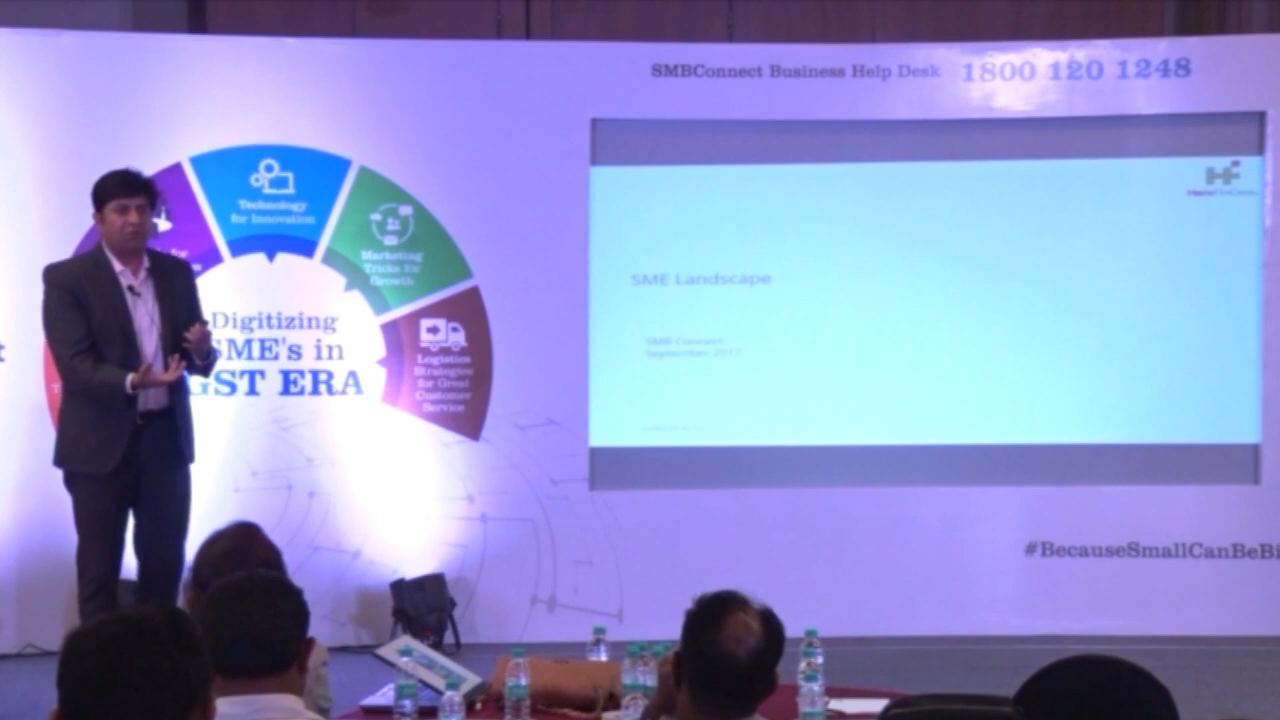 SMBConnect Business Help Desk 1800 120 1248
Technology
for Innovation
for
Marketing
Tricks for
Growth
Digitizing
SME's in
GST ERA
Logistics
Strategies
for Great
Customer
Service
SME Landscape
SMB Connect
September 2017
#BecauseSmallCanBeBi